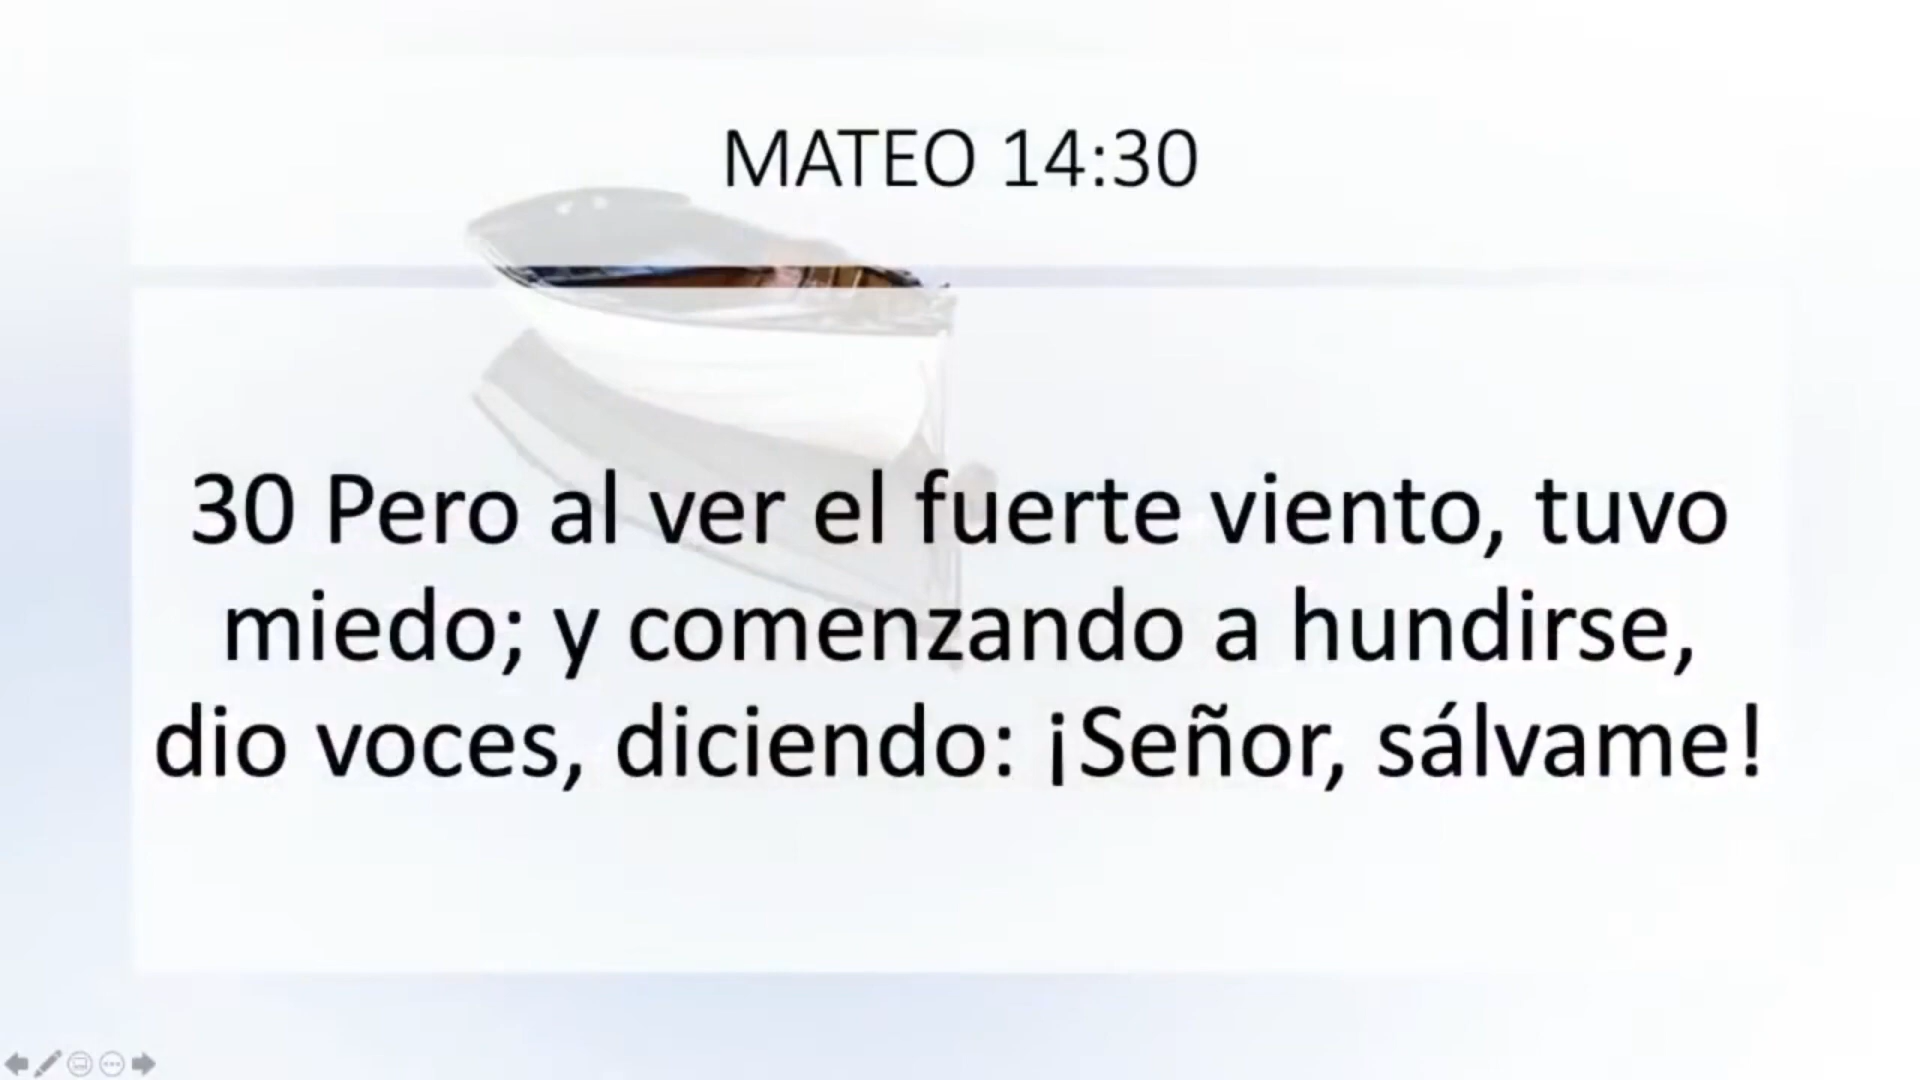 MATEO 14:30
30 Pero al ver el fuerte viento, tuvo
miedo; y comenzando a hundirse,
dio voces, diciendo: ¡Señor, sálvame!